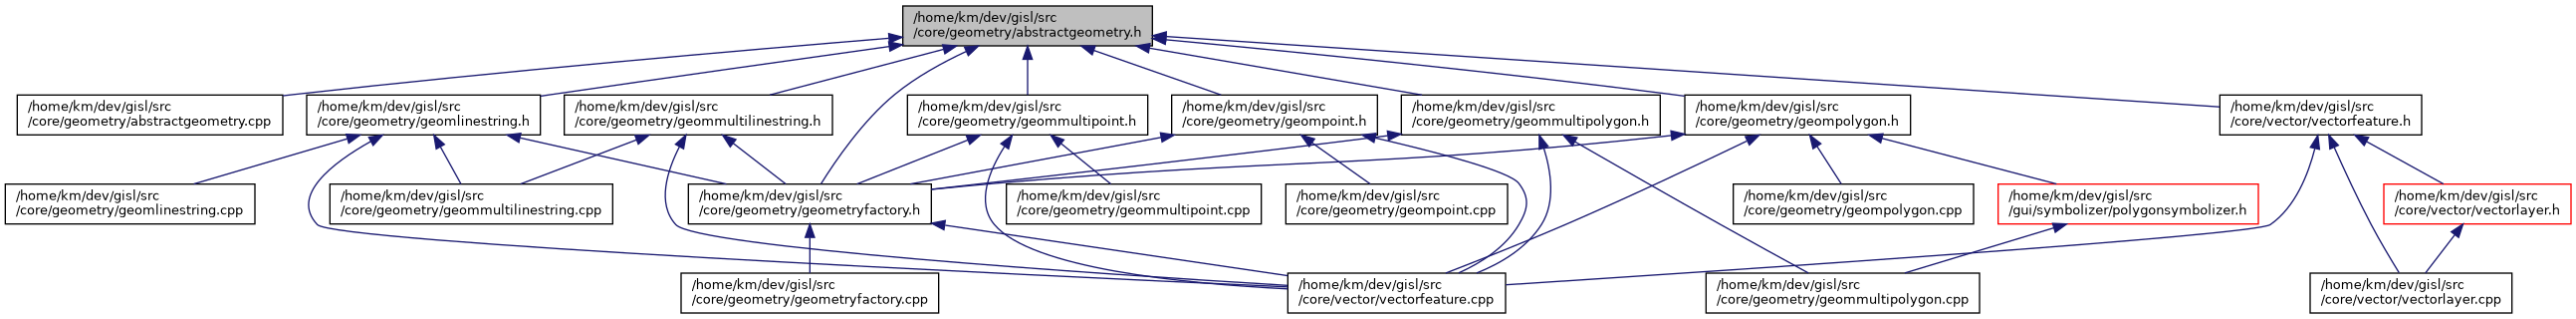 /home/km/dev/gisl/src
/core/geometry/abstractgeometry.h
/home/km/dev/gisl/src
/core/geometry/abstractgeometry.cpp
/home/km/dev/gisl/src
/core/geometry/geomlinestring.h
/home/km/dev/gisl/src
/core/geometry/geommultilinestring.h
/home/km/dev/gisl/src
/core/geometry/geommultipoint.h
/home/km/dev/gisl/src
/core/geometry/geompoint.h
/home/km/dev/gisl/src
/core/geometry/geommultipolygon.h
/home/km/dev/gisl/src
/core/geometry/geompolygon.h
/home/km/dev/gisl/src
/core/vector/vectorfeature.h
/home/km/dev/gisl/src
/core/geometry/geomlinestring.cpp
/home/km/dev/gisl/src
/core/geometry/geommultilinestring.cpp
/home/km/dev/gisl/src
/core/geometry/geometryfactory.h
/home/km/dev/gisl/src
/core/geometry/geommultipoint.cpp
/home/km/dev/gisl/src
/core/geometry/geompoint.cpp
/home/km/dev/gisl/src
/core/geometry/geompolygon.cpp
/home/km/dev/gisl/src
/gui/symbolizer/polygonsymbolizer.h
/home/km/dev/gisl/src
/core/vector/vectorlayer.h
/home/km/dev/gisl/src
/core/geometry/geometryfactory.cpp
/home/km/dev/gisl/src
/core/vector/vectorfeature.cpp
/home/km/dev/gisl/src
/core/geometry/geommultipolygon.cpp
/home/km/dev/gisl/src
/core/vector/vectorlayer.cpp